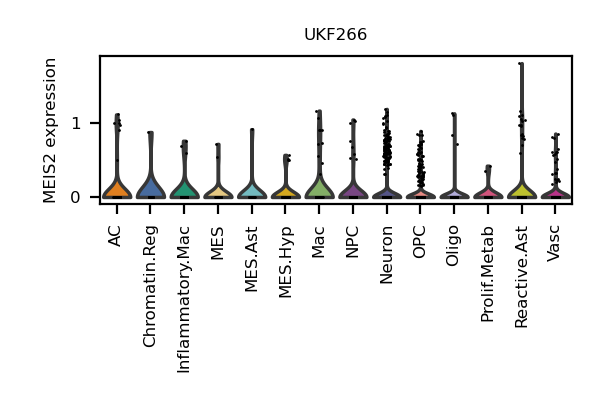 UKF266
MEIS2 expression
1
0
AC
Chromatin.Reg
Inflammatory.Mac
MES
MES.Ast
MES.Hyp
Mac
NPC
Neuron
OPC
Oligo
Prolif.Metab
Reactive.Ast
Vasc